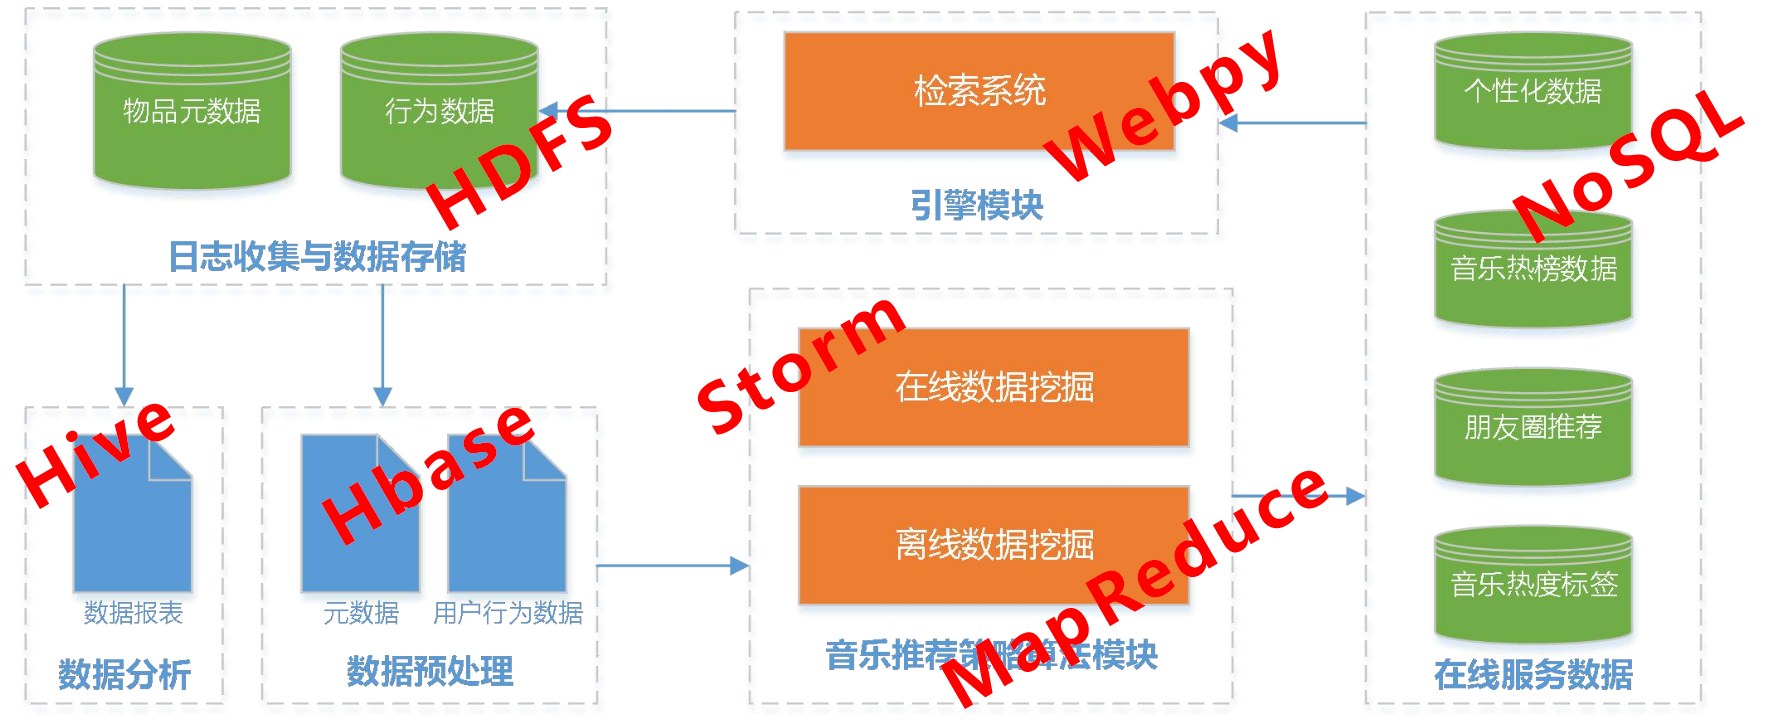 物品元数据
行为数据
HDFS
日志收集与数据存储
检索系统
Webpy
引擎模块
个性化数据
NoSQL
音乐热榜数据
朋友圈推荐
音乐热度标签
在线服务数据
Hive
数据报表
数据分析
Hbase
元数据
用户行为数据
数据预处理
Storm
在线数据挖掘
离线数据挖掘
MapReduce
音乐推荐策略算法模块